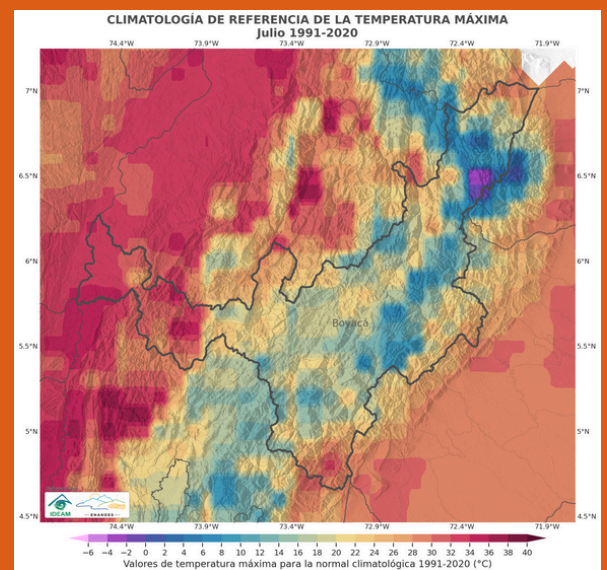 CLIMATOLOGÍA DE REFERENCIA DE LA TEMPERATURA MÁXIMA
Julio 1991-2020
74.4°W 73.9°W 73.4°W 72.9°W 72.4°W 71.9°W
7°N 7°N
6.5°N 6.5°N
6°N 6°N
Boyacá
5.5°N 5.5°N
5°N 5°N
IDEAM ENANDES
4.5°N 4.5°N
74.4°W 73.9°W 73.4°W 72.9°W 72.4°W 71.9°W
−6 −4 −2 0 2 4 6 8 10 12 14 16 18 20 22 24 26 28 30 32 34 36 38 40
Valores de temperatura máxima para la normal climatológica 1991-2020 (°C)